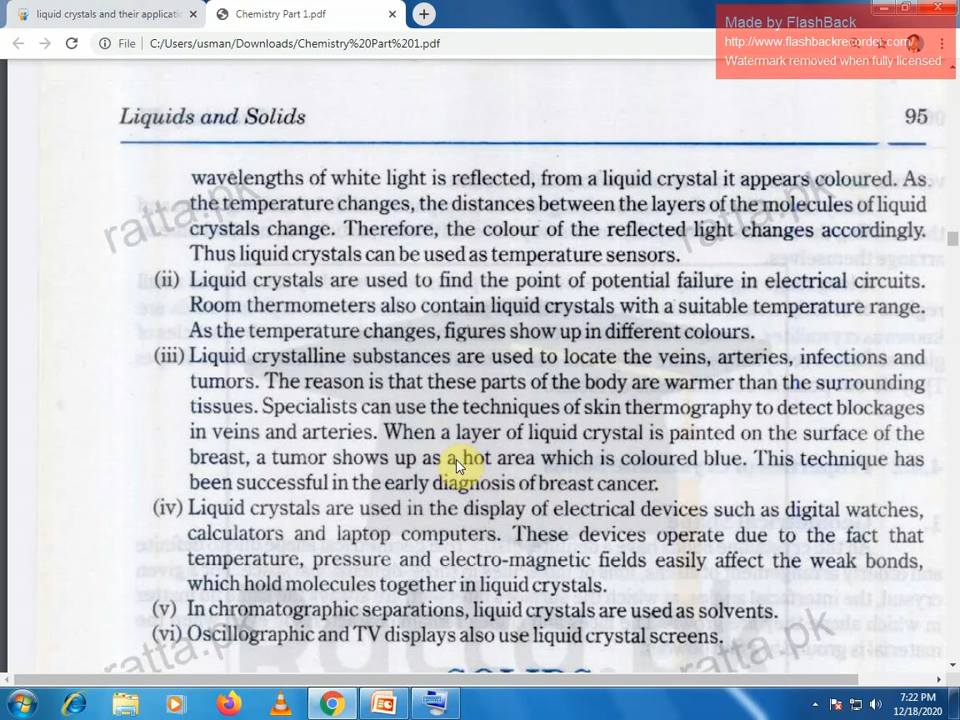 liquid crystals and their applicati
Chemistry Part 1.pdf
Made by FlashBack
File
C:/Users/usman/Downloads/Chemistry%20Part%201.pdf
http://www.flashbackrecorder.com/
Watermark removed when fully licensed
Liquids and Solids
95
wavelengths of white light is reflected, from a liquid crystal it appears coloured. As
the temperature changes, the distances between the layers of the molecules of liquid
crystals change. Therefore, the colour of the reflected light changes accordingly.
Thus liquid crystals can be used as temperature sensors.
(ii) Liquid crystals are used to find the point of potential failure in electrical circuits.
Room thermometers also contain liquid crystals with a suitable temperature range.
As the temperature changes, figures show up in different colours.
(iii) Liquid crystalline substances are used to locate the veins, arteries, infections and
tumors. The reason is that these parts of the body are warmer than the surrounding
tissues. Specialists can use the techniques of skin thermography to detect blockages
in veins and arteries. When a layer of liquid crystal is painted on the surface of the
breast, a tumor shows up as a hot area which is coloured blue. This technique has
been successful in the early diagnosis of breast cancer.
(iv) Liquid crystals are used in the display of electrical devices such as digital watches,
calculators and laptop computers. These devices operate due to the fact that
temperature, pressure and electro-magnetic fields easily affect the weak bonds,
which hold molecules together in liquid crystals.
(v) In chromatographic separations, liquid crystals are used as solvents.
(vi) Oscillographic and TV displays also use liquid crystal screens.
ratta.pk
ratta.pk
ratta.pk
ratta.pk
7:22 PM
12/18/2020